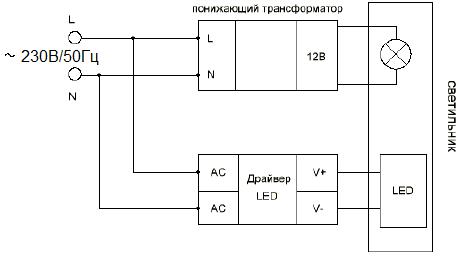 понижающий трансформатор
L
~ 230В/50Гц
N
L
N
12В
светильник
AC
AC
Драйвер
LED
V+
V-
LED